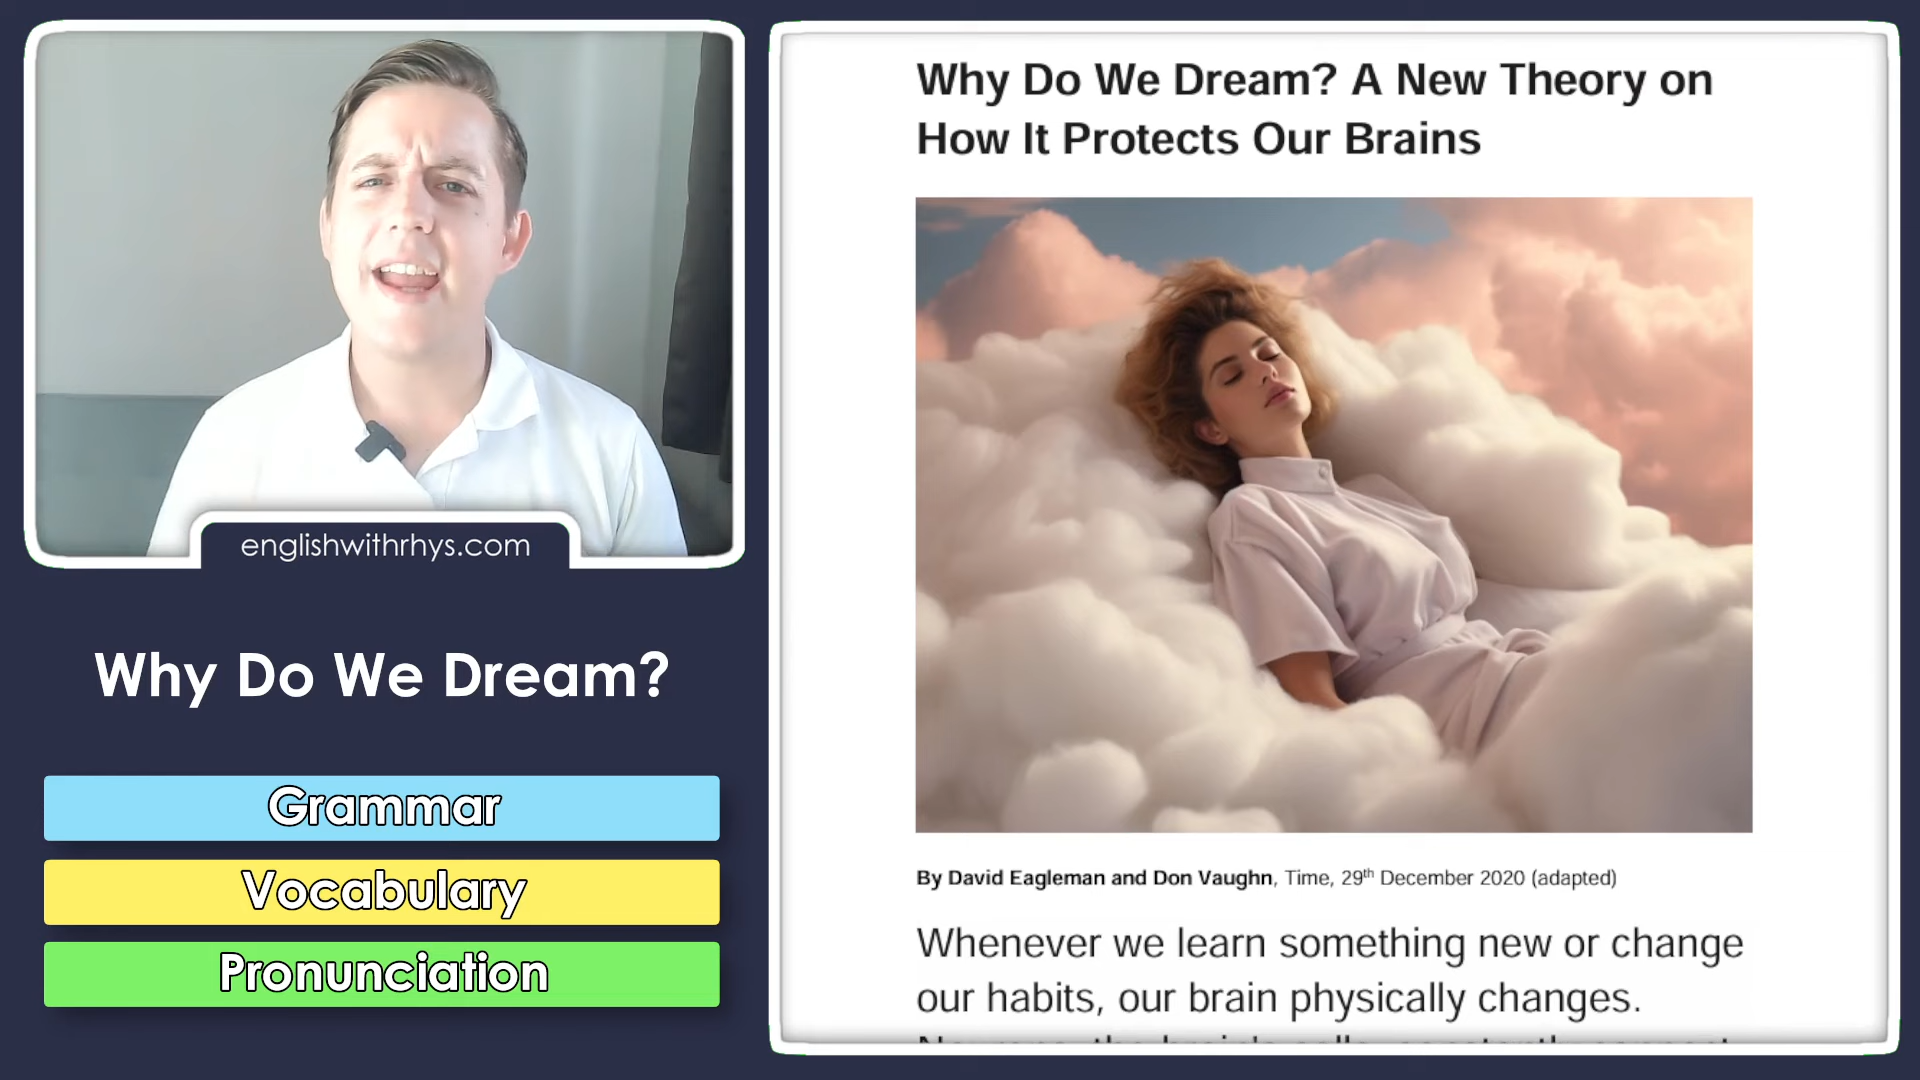 englishwithrhys.com
Why Do We Dream?
Grammar
Vocabulary
Pronunciation
Why Do We Dream? A New Theory on
How It Protects Our Brains
By David Eagleman and Don Vaughn, Time, 29th December 2020 (adapted)
Whenever we learn something new or change
our habits, our brain physically changes.